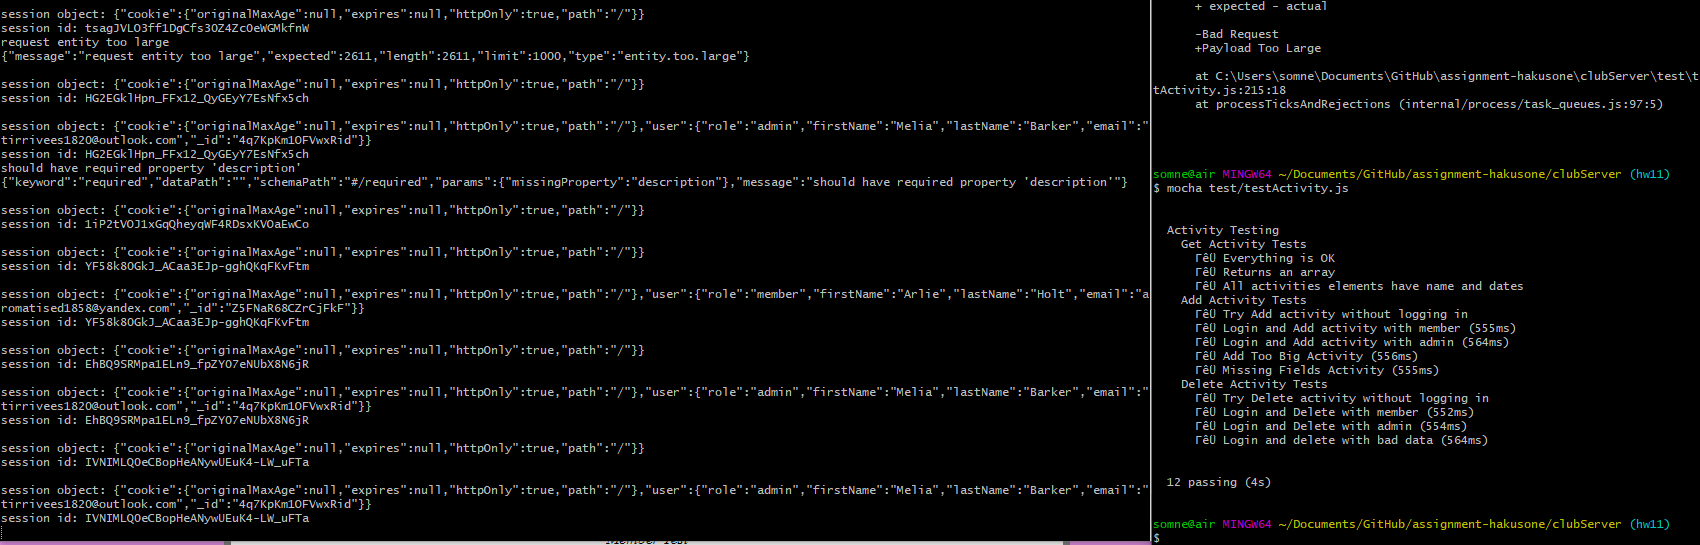 session object: {"cookie":{"originalMaxAge":null,"expires":null,"httpOnly":true,"path":"/"}}
session id: tsagJVLO3ff1DgCfs3OZ4Zc0eWGMkfnW
request entity too large
{"message":"request entity too large","expected":2611,"length":2611,"limit":1000,"type":"entity.too.large"}
session object: {"cookie":{"originalMaxAge":null,"expires":null,"httpOnly":true,"path":"/"}}
session id: HG2EGklHpn_FFx12_QyGEyY7EsNfx5ch
session object: {"cookie":{"originalMaxAge":null,"expires":null,"httpOnly":true,"path":"/"},"user":{"role":"admin","firstName":"Melia","lastName":"Barker","email":"
tirrivees1820@outlook.com","_id":"4q7KpKm1OFVwxRid"}}
session id: HG2EGklHpn_FFx12_QyGEyY7EsNfx5ch
should have required property 'description'
{"keyword":"required","dataPath":"","schemaPath":"#/required","params":{"missingProperty":"description"},"message":"should have required property 'description'"}
session object: {"cookie":{"originalMaxAge":null,"expires":null,"httpOnly":true,"path":"/"}}
session id: 1iP2tVOJ1xGqQheyqWF4RDsxKVOaEwCo
session object: {"cookie":{"originalMaxAge":null,"expires":null,"httpOnly":true,"path":"/"}}
session id: YF58k8OGkJ_ACaa3EJp-gghQKqFKvFtm
session object: {"cookie":{"originalMaxAge":null,"expires":null,"httpOnly":true,"path":"/"},"user":{"role":"member","firstName":"Arlie","lastName":"Holt","email":"a
romatised1858@yandex.com","_id":"Z5FNaR68CZrCjFkF"}}
session id: YF58k8OGkJ_ACaa3EJp-gghQKqFKvFtm
session object: {"cookie":{"originalMaxAge":null,"expires":null,"httpOnly":true,"path":"/"}}
session id: EhBQ9SRMpa1ELn9_fpZYO7eNUbX8N6jR
session object: {"cookie":{"originalMaxAge":null,"expires":null,"httpOnly":true,"path":"/"},"user":{"role":"admin","firstName":"Melia","lastName":"Barker","email":"
tirrivees1820@outlook.com","_id":"4q7KpKm1OFVwxRid"}}
session id: EhBQ9SRMpa1ELn9_fpZYO7eNUbX8N6jR
session object: {"cookie":{"originalMaxAge":null,"expires":null,"httpOnly":true,"path":"/"}}
session id: IVNIMLQOeCBopHeANywUEuK4-LW_uFTa
session object: {"cookie":{"originalMaxAge":null,"expires":null,"httpOnly":true,"path":"/"},"user":{"role":"admin","firstName":"Melia","lastName":"Barker","email":"
tirrivees1820@outlook.com","_id":"4q7KpKm1OFVwxRid"}}
session id: IVNIMLQOeCBopHeANywUEuK4-LW_uFTa
+ expected - actual
-Bad Request
+Payload Too Large
at C:\Users\somne\Documents\GitHub\assignment-hakusone\clubServer\test\t
tActivity.js:215:18
at processTicksAndRejections (internal/process/task_queues.js:97:5)
somne@air MINGW64 ~/Documents/GitHub/assignment-hakusone/clubServer (hw11)
$ mocha test/testActivity.js
Activity Testing
Get Activity Tests
ΓêÜ Everything is OK
ΓêÜ Returns an array
ΓêÜ All activities elements have name and dates
Add Activity Tests
ΓêÜ Try Add activity without logging in
ΓêÜ Login and Add activity with member (555ms)
ΓêÜ Login and Add activity with admin (564ms)
ΓêÜ Add Too Big Activity (556ms)
ΓêÜ Missing Fields Activity (555ms)
Delete Activity Tests
ΓêÜ Try Delete activity without logging in
ΓêÜ Login and Delete with member (552ms)
ΓêÜ Login and Delete with admin (554ms)
ΓêÜ Login and delete with bad data (564ms)
12 passing (4s)
somne@air MINGW64 ~/Documents/GitHub/assignment-hakusone/clubServer (hw11)
$